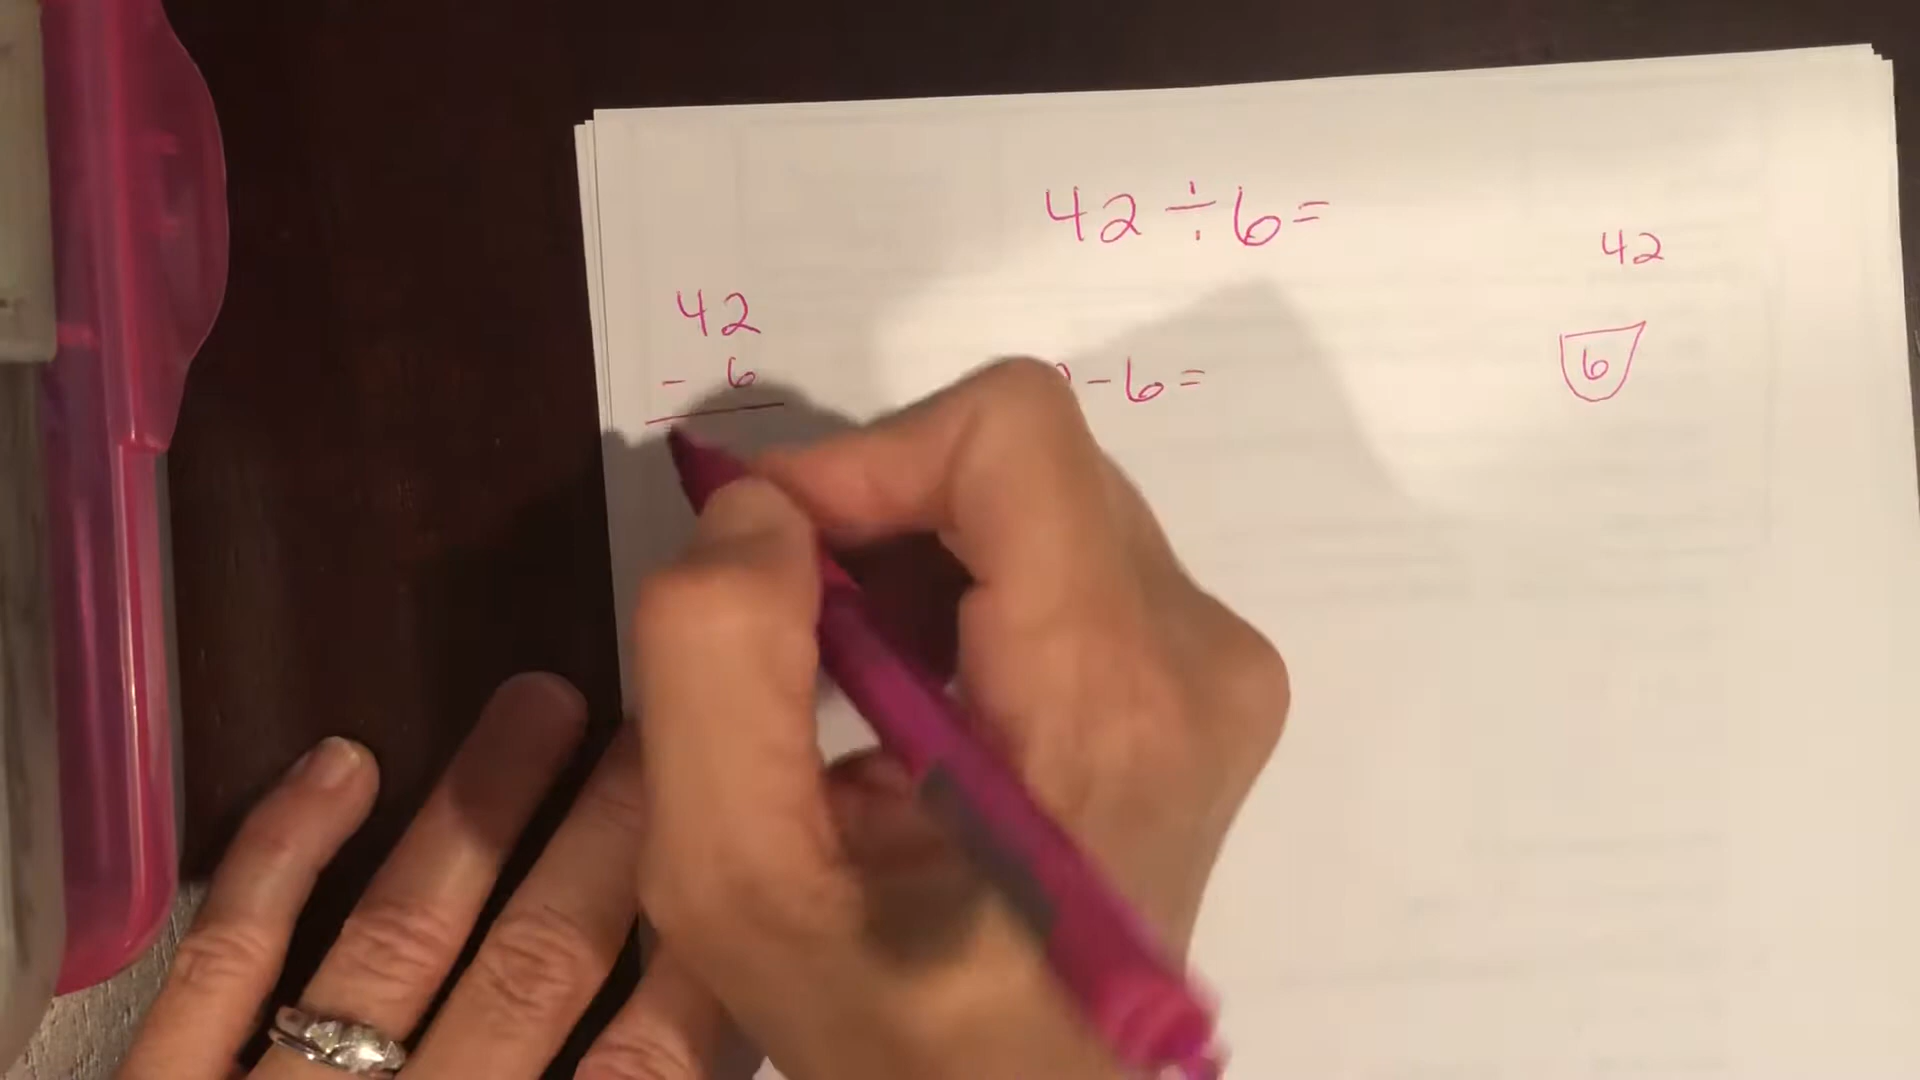 42 ÷ 6 =
42
42
- 6
- 6 =
6